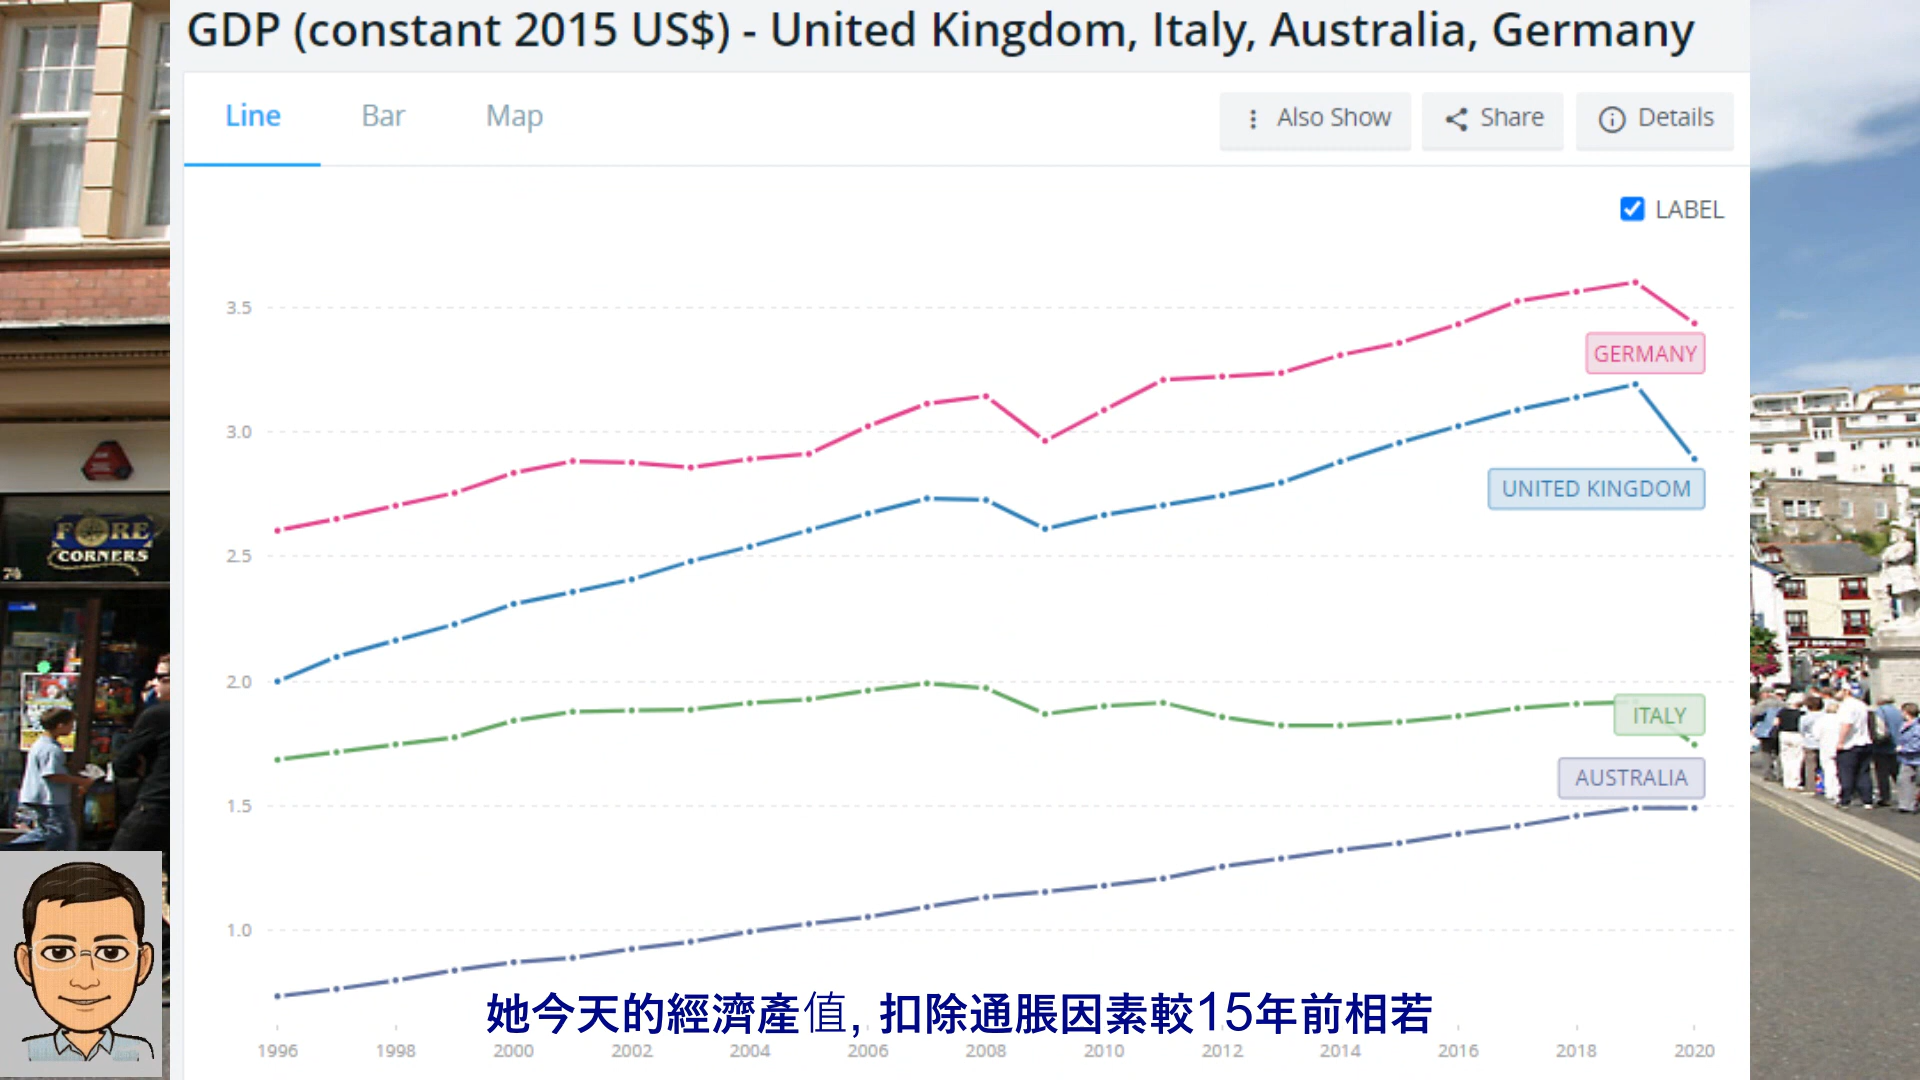 GDP (constant 2015 US$) - United Kingdom, Italy, Australia, Germany
Line Bar Map Also Show Share Details
LABEL
3.5
GERMANY
3.0
UNITED KINGDOM
2.5
2.0
ITALY
AUSTRALIA
1.5
1.0
FORE
CORNERS
她今天的經濟產值, 扣除通脹因素較15年前相若
1996 1998 2000 2002 2004 2006 2008 2010 2012 2014 2016 2018 2020